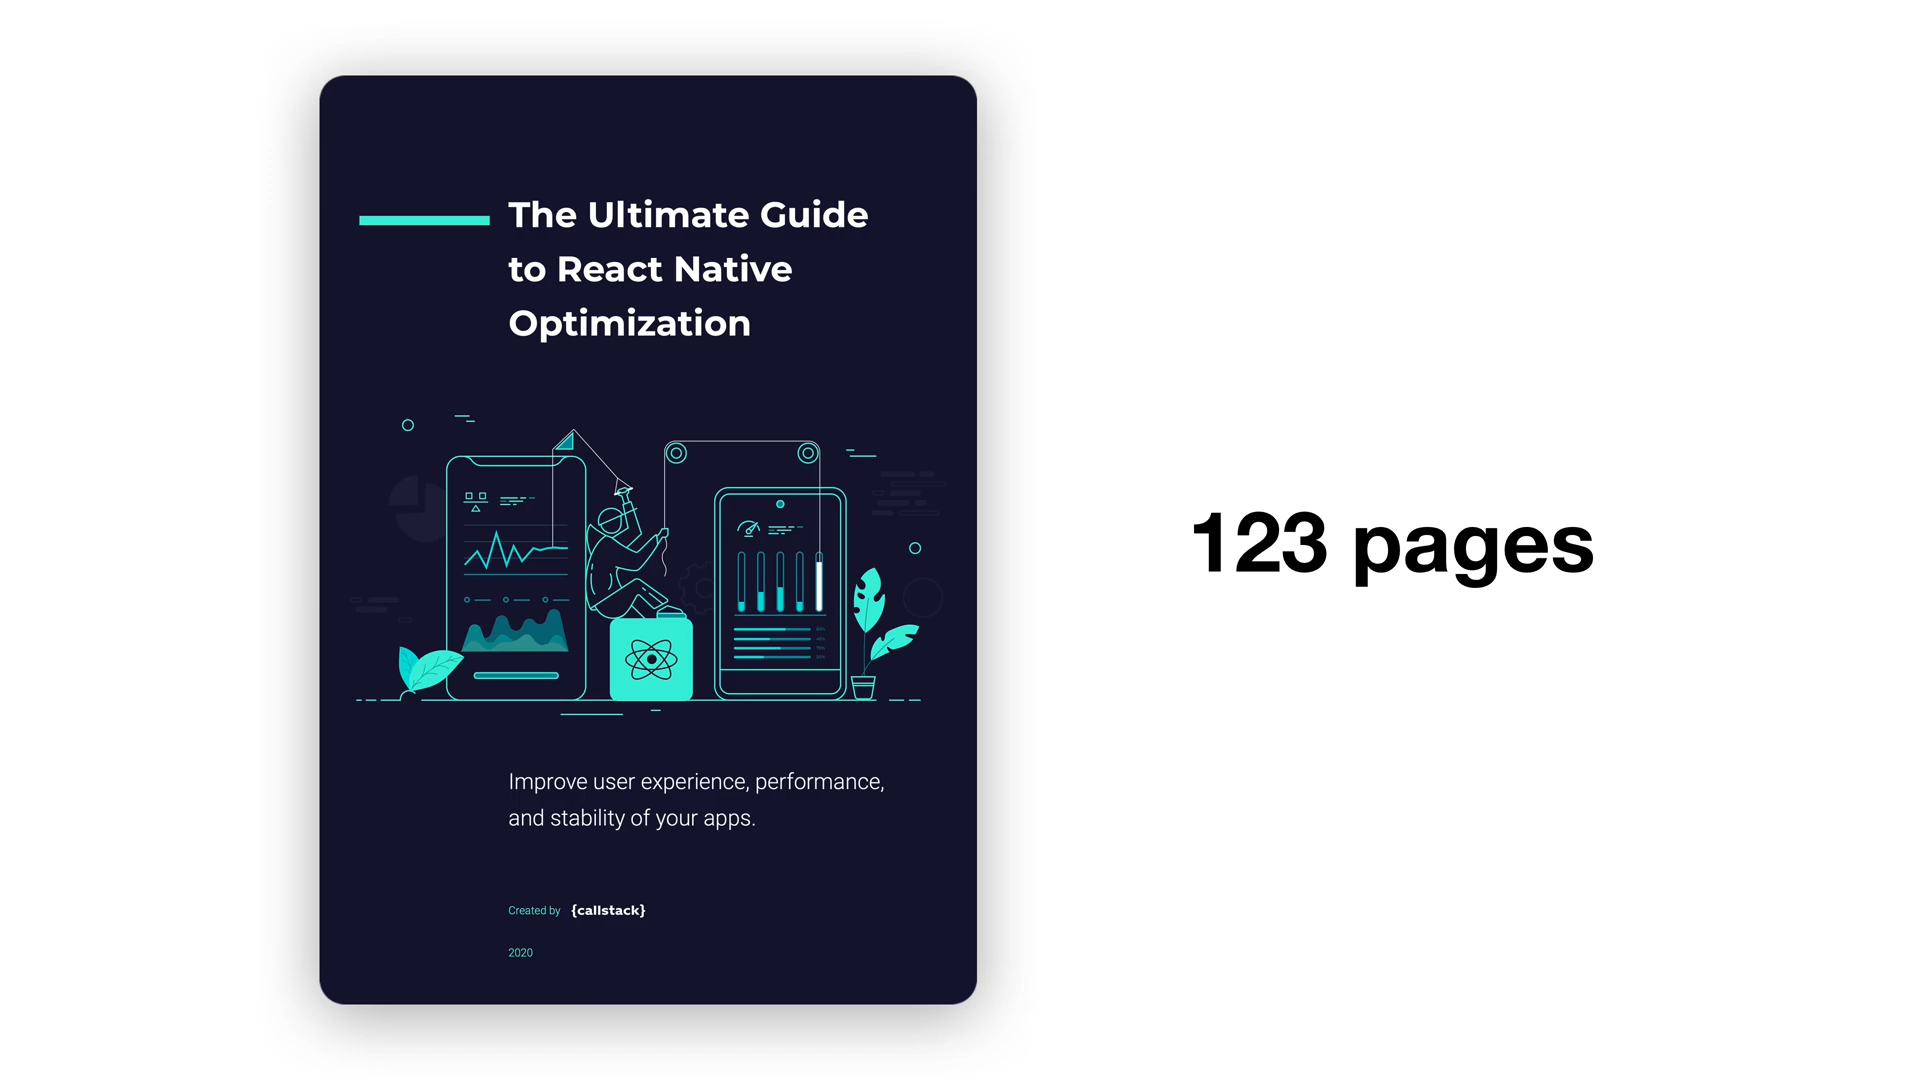 The Ultimate Guide
to React Native
Optimization
Improve user experience, performance,
and stability of your apps.
Created by {callstack}
2020
123 pages